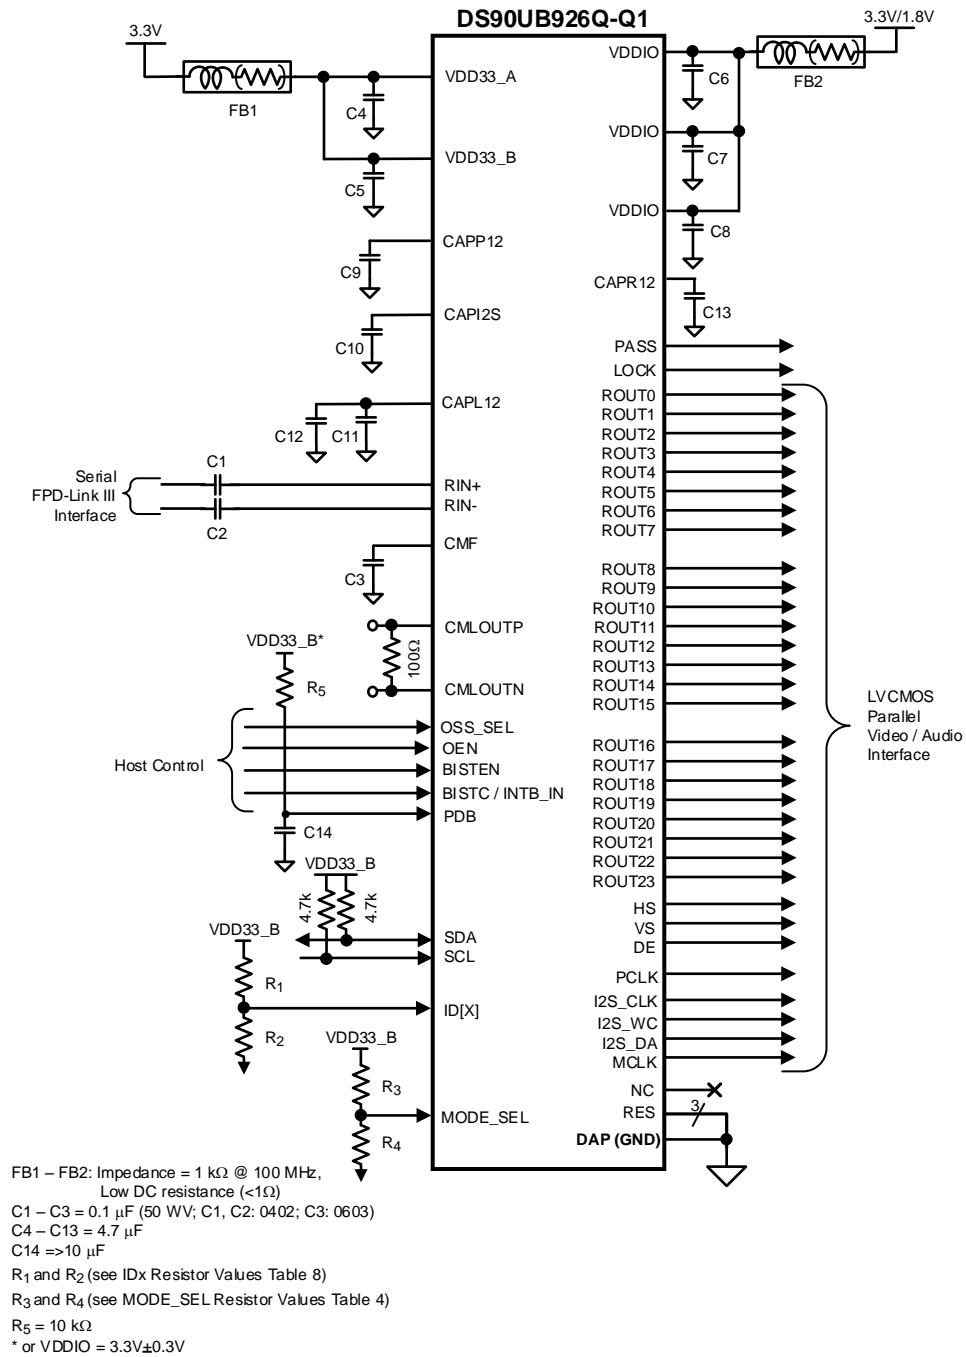 DS90UB926Q-Q1
3.3V
3.3V/1.8V
FB1
FB2
VDD33_A
VDDIO
C4
C6
VDD33_B
VDDIO
C5
C7
VDDIO
C8
CAPP12
C9
CAPR12
C13
CAPI2S
C10
PASS
LOCK
CAPL12
C12
C11
ROUT0
ROUT1
ROUT2
ROUT3
ROUT4
ROUT5
ROUT6
ROUT7
Serial
FPD-Link III
Interface
C1
C2
RIN+
RIN-
CMF
C3
ROUT8
ROUT9
ROUT10
ROUT11
ROUT12
ROUT13
ROUT14
ROUT15
CMLOUTP
100Ω
CMLOUTN
VDD33_B*
R5
Host Control
OSS_SEL
OEN
BISTEN
BISTC / INTB_IN
PDB
C14
LVCMOS
Parallel
Video / Audio
Interface
ROUT16
ROUT17
ROUT18
ROUT19
ROUT20
ROUT21
ROUT22
ROUT23
VDD33_B
4.7k
4.7k
SDA
SCL
HS
VS
DE
VDD33_B
R1
R2
ID[X]
PCLK
I2S_CLK
I2S_WC
I2S_DA
MCLK
VDD33_B
R3
R4
MODE_SEL
NC
RES
3
DAP (GND)
FB1 – FB2: Impedance = 1 kΩ @ 100 MHz,
Low DC resistance (<1Ω)
C1 – C3 = 0.1 μF (50 WV; C1, C2: 0402; C3: 0603)
C4 – C13 = 4.7 μF
C14 =>10 μF
R1 and R2 (see IDx Resistor Values Table 8)
R3 and R4 (see MODE_SEL Resistor Values Table 4)
R5 = 10 kΩ
* or VDDIO = 3.3V±0.3V